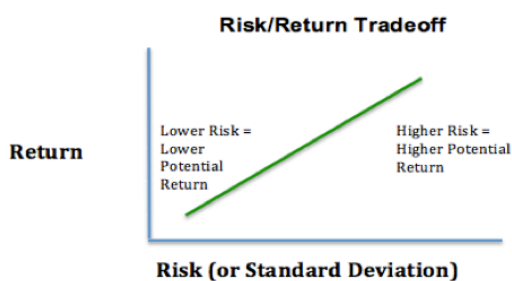 Risk/Return Tradeoff
Return
Lower Risk =
Lower
Potential
Return
Higher Risk =
Higher Potential
Return
Risk (or Standard Deviation)